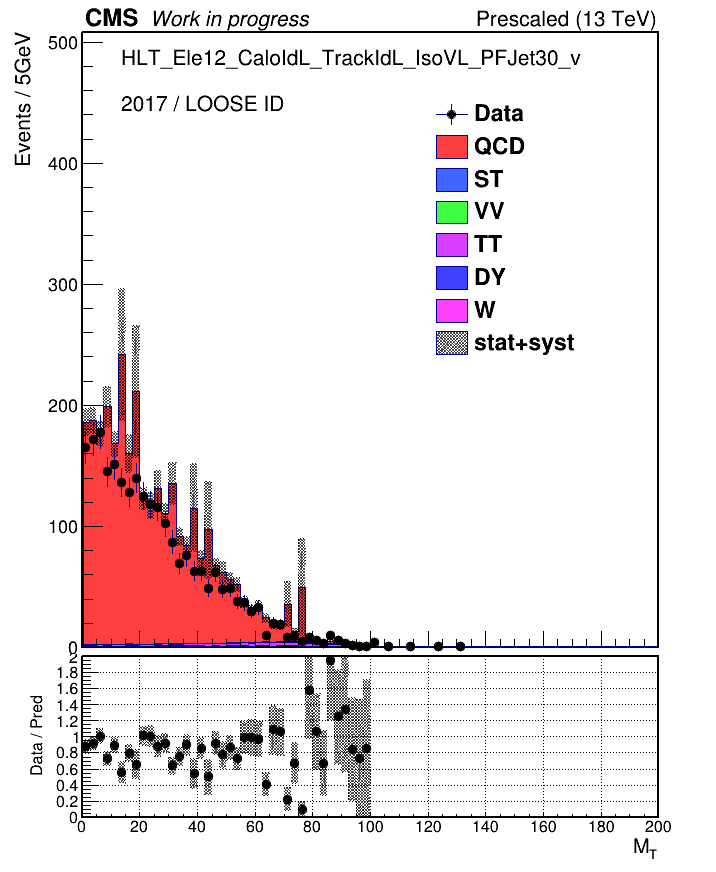 CMS Work in progress Prescaled (13 TeV)
Events / 5GeV
HLT_Ele12_CaloIdL_TrackIdL_IsoVL_PFJet30_v
2017 / LOOSE ID
Data
QCD
ST
VV
TT
DY
W
stat+syst
500
400
300
200
100
0
Data / Pred
2
1.8
1.6
1.4
1.2
1
0.8
0.6
0.4
0.2
0
0 20 40 60 80 100 120 140 160 180 200
M_T